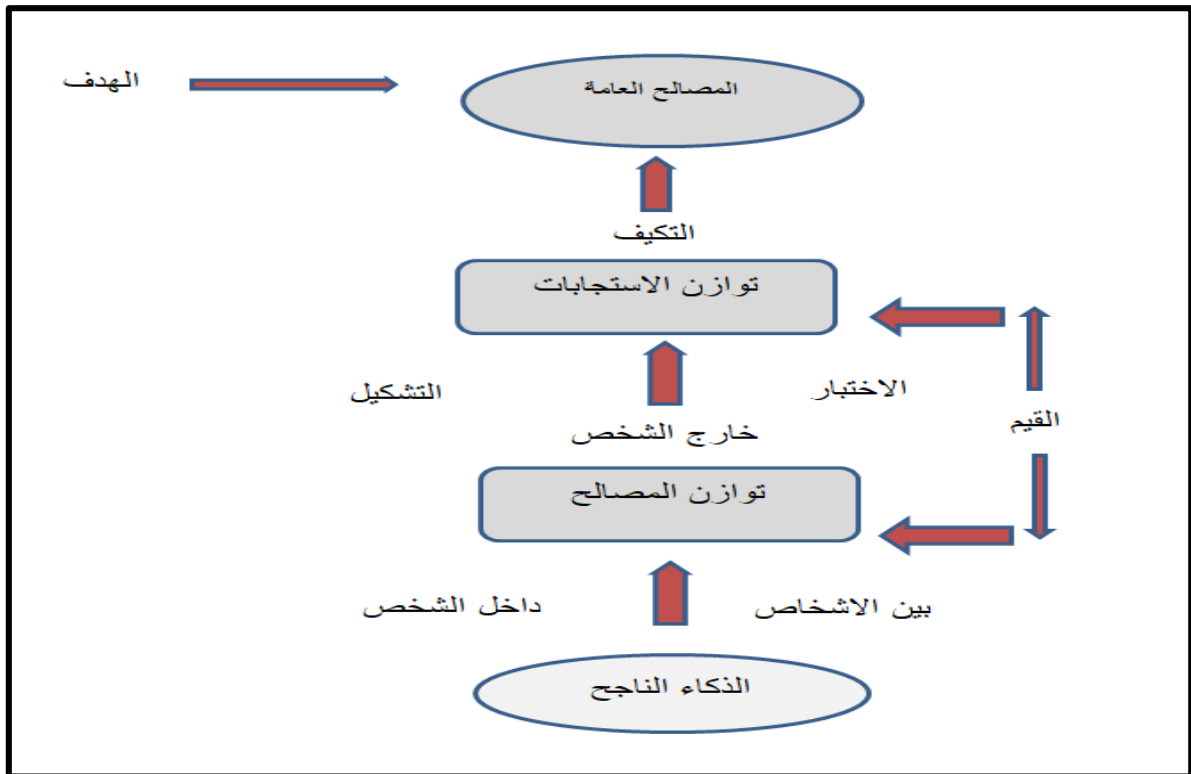 الهدف
المصالح العامة
التكيف
توازن الاستجابات
الاختبار
التشكيل
القيم
خارج الشخص
توازن المصالح
بين الاشخاص
داخل الشخص
الذكاء الناجح